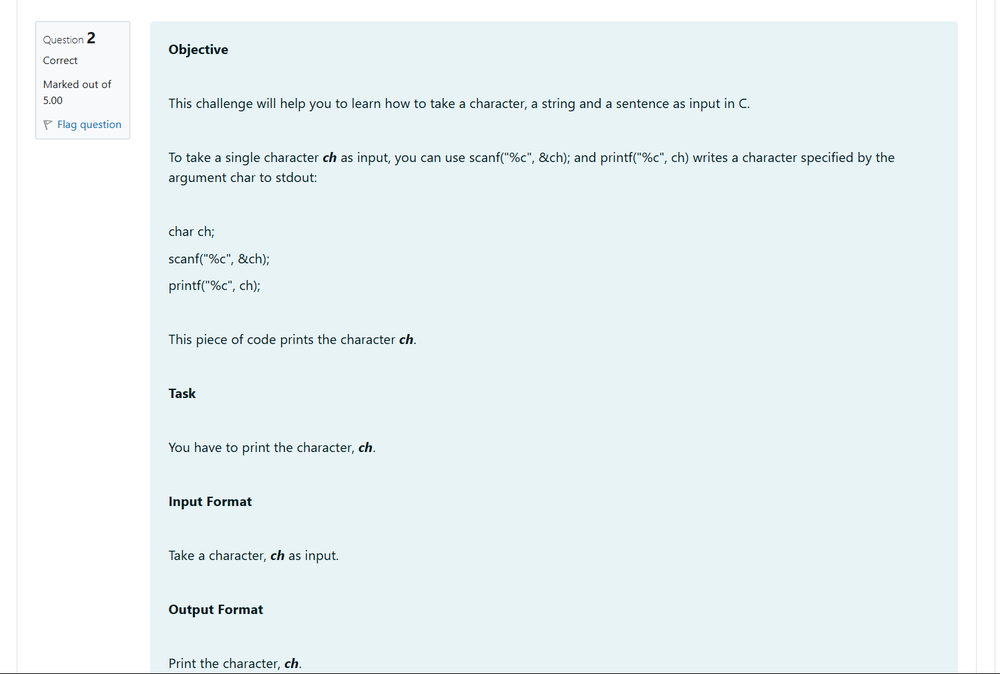 Question 2
Correct
Marked out of
5.00
Flag question
Objective
This challenge will help you to learn how to take a character, a string and a sentence as input in C.
To take a single character ch as input, you can use scanf("%c", &ch); and printf("%c", ch) writes a character specified by the
argument char to stdout:
char ch;
scanf("%c", &ch);
printf("%c", ch);
This piece of code prints the character ch.
Task
You have to print the character, ch.
Input Format
Take a character, ch as input.
Output Format
Print the character, ch.